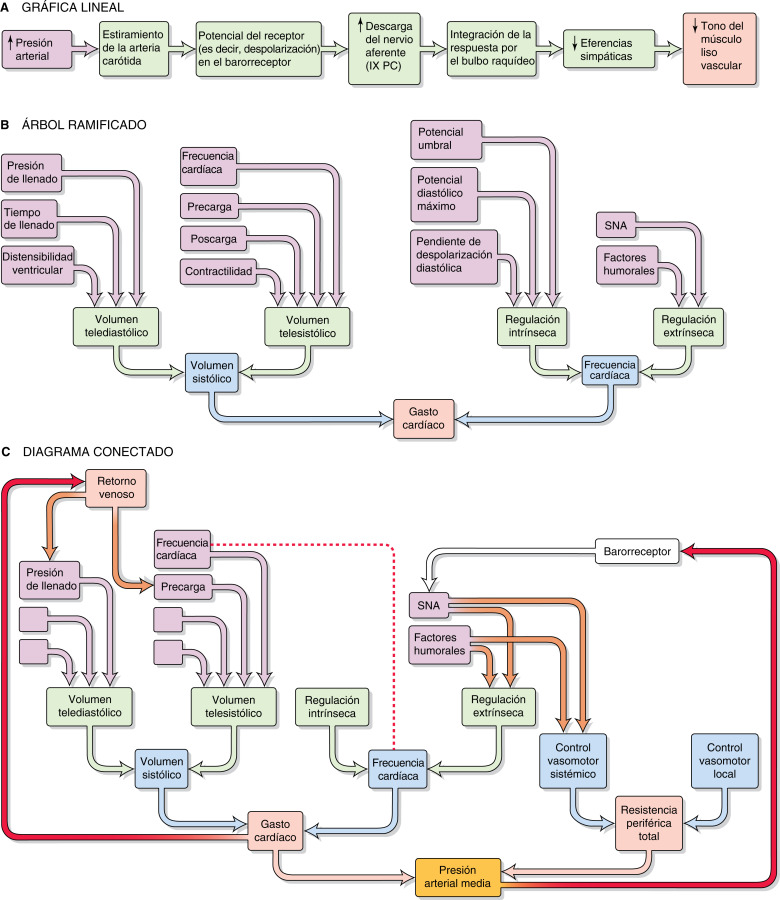 A GRÁFICA LINEAL
Presión
arterial
Estiramiento
de la arteria
carótida
Potencial del receptor
(es decir, despolarización)
en el barorreceptor
Descarga
del nervio
aferente
(IX PC)
Integración de la
respuesta por
el bulbo raquídeo
Eferencias
simpáticas
Tono del
músculo
liso
vascular
B ÁRBOL RAMIFICADO
Presión
de llenado
Tiempo
de llenado
Distensibilidad
ventricular
Frecuencia
cardíaca
Precarga
Poscarga
Contractilidad
Potencial
umbral
Potencial
diastólico
máximo
Pendiente de
despolarización
diastólica
SNA
Factores
humorales
Volumen
telediastólico
Volumen
telesistólico
Regulación
intrínseca
Regulación
extrínseca
Volumen
sistólico
Frecuencia
cardíaca
Gasto
cardíaco
C DIAGRAMA CONECTADO
Retorno
venoso
Frecuencia
cardíaca
Barorreceptor
Presión
de llenado
Precarga
SNA
Factores
humorales
Volumen
telediastólico
Volumen
telesistólico
Regulación
intrínseca
Regulación
extrínseca
Volumen
sistólico
Frecuencia
cardíaca
Control
vasomotor
sistémico
Control
vasomotor
local
Gasto
cardíaco
Resistencia
periférica
total
Presión
arterial media